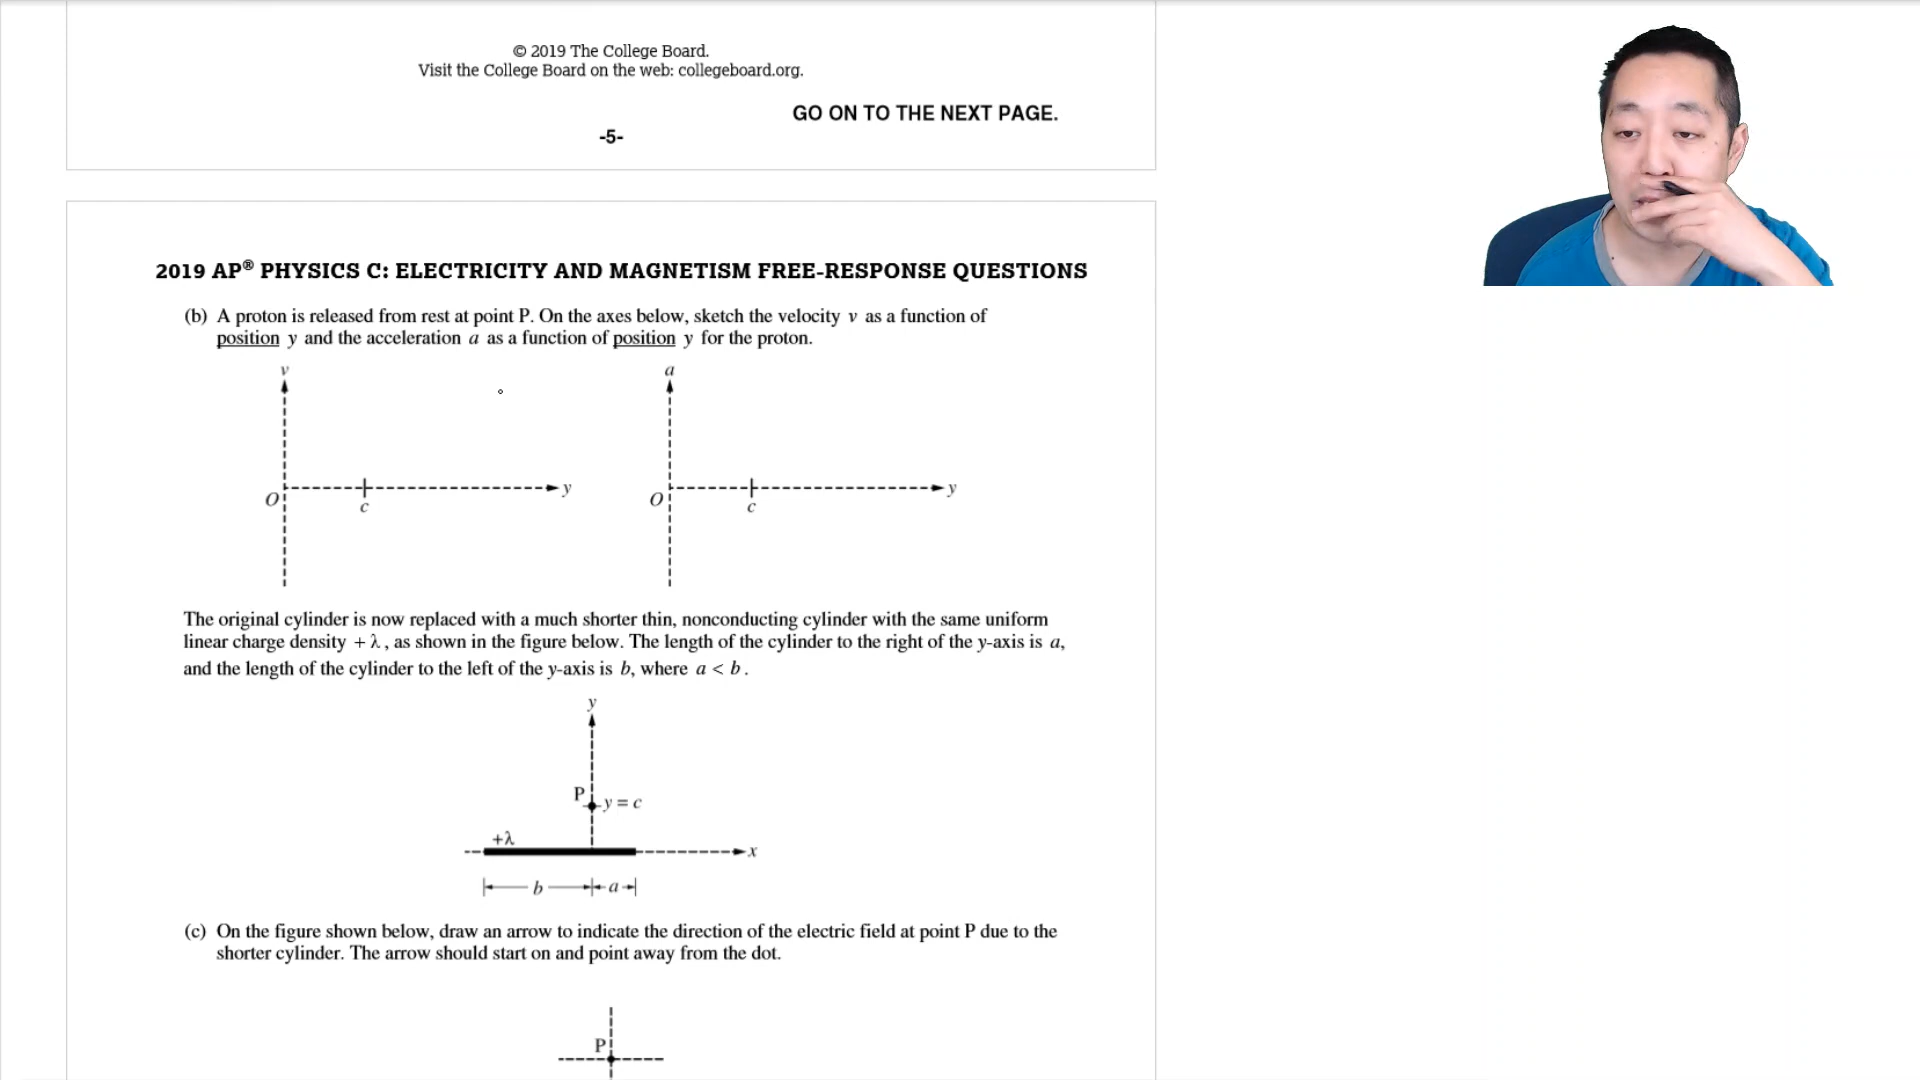 © 2019 The College Board.
Visit the College Board on the web: collegeboard.org.
GO ON TO THE NEXT PAGE.
-5-
2019 AP® PHYSICS C: ELECTRICITY AND MAGNETISM FREE-RESPONSE QUESTIONS
(b) A proton is released from rest at point P. On the axes below, sketch the velocity v as a function of
position y and the acceleration a as a function of position y for the proton.
v
a
O
c
y
O
c
y
The original cylinder is now replaced with a much shorter thin, nonconducting cylinder with the same uniform
linear charge density +λ, as shown in the figure below. The length of the cylinder to the right of the y-axis is a,
and the length of the cylinder to the left of the y-axis is b, where a < b.
y
P
y = c
+λ
x
b
a
(c) On the figure shown below, draw an arrow to indicate the direction of the electric field at point P due to the
shorter cylinder. The arrow should start on and point away from the dot.
P